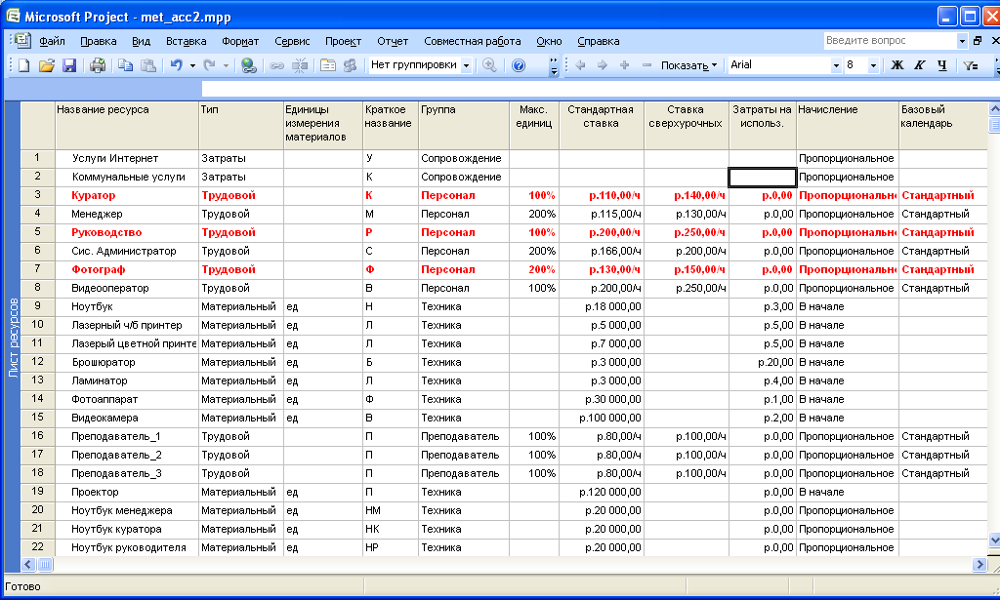 Microsoft Project - met_acc2.mpp
Файл Правка Вид Вставка Формат Сервис Проект Отчет Совместная работа Окно Справка Введите вопрос
Нет группировки Показать Arial 8 Ж К Ч
Название ресурса Тип Единицы измерения материалов Краткое название Группа Макс. единиц Стандартная ставка Ставка сверхурочных Затраты на использ. Начисление Базовый календарь
1 Услуги Интернет Затраты У Сопровождение Пропорциональное
2 Коммунальные услуги Затраты К Сопровождение Пропорциональное
3 Куратор Трудовой К Персонал 100% р.110,00/ч р.140,00/ч р.0,00 Пропорциональн Стандартный
4 Менеджер Трудовой М Персонал 200% р.115,00/ч р.130,00/ч р.0,00 Пропорциональное Стандартный
5 Руководство Трудовой Р Персонал 100% р.200,00/ч р.250,00/ч р.0,00 Пропорциональн Стандартный
6 Сис. Администратор Трудовой С Персонал 200% р.166,00/ч р.200,00/ч р.0,00 Пропорциональное Стандартный
7 Фотограф Трудовой Ф Персонал 200% р.130,00/ч р.150,00/ч р.0,00 Пропорциональн Стандартный
8 Видеооператор Трудовой В Персонал 100% р.200,00/ч р.250,00/ч р.0,00 Пропорциональное Стандартный
9 Ноутбук Материальный ед Н Техника р.18 000,00 р.3,00 В начале
10 Лазерный ч/б принтер Материальный ед Л Техника р.5 000,00 р.5,00 В начале
11 Лазерый цветной принте Материальный ед Л Техника р.7 000,00 р.5,00 В начале
12 Брошюратор Материальный ед Б Техника р.3 000,00 р.20,00 В начале
13 Ламинатор Материальный ед Л Техника р.3 000,00 р.4,00 В начале
14 Фотоаппарат Материальный ед Ф Техника р.30 000,00 р.1,00 В начале
15 Видеокамера Материальный ед В Техника р.100 000,00 р.2,00 В начале
16 Преподаватель_1 Трудовой П Преподаватель 100% р.80,00/ч р.100,00/ч р.0,00 Пропорциональное Стандартный
17 Преподаватель_2 Трудовой П Преподаватель 100% р.80,00/ч р.100,00/ч р.0,00 Пропорциональное Стандартный
18 Преподаватель_3 Трудовой П Преподаватель 100% р.80,00/ч р.100,00/ч р.0,00 Пропорциональное Стандартный
19 Проектор Материальный ед П Техника р.120 000,00 р.0,00 В начале
20 Ноутбук менеджера Материальный ед НМ Техника р.20 000,00 р.0,00 Пропорциональное
21 Ноутбук куратора Материальный ед НК Техника р.20 000,00 р.0,00 Пропорциональное
22 Ноутбук руководителя Материальный ед НР Техника р.20 000,00 р.0,00 Пропорциональное
Лист ресурсов
Готово